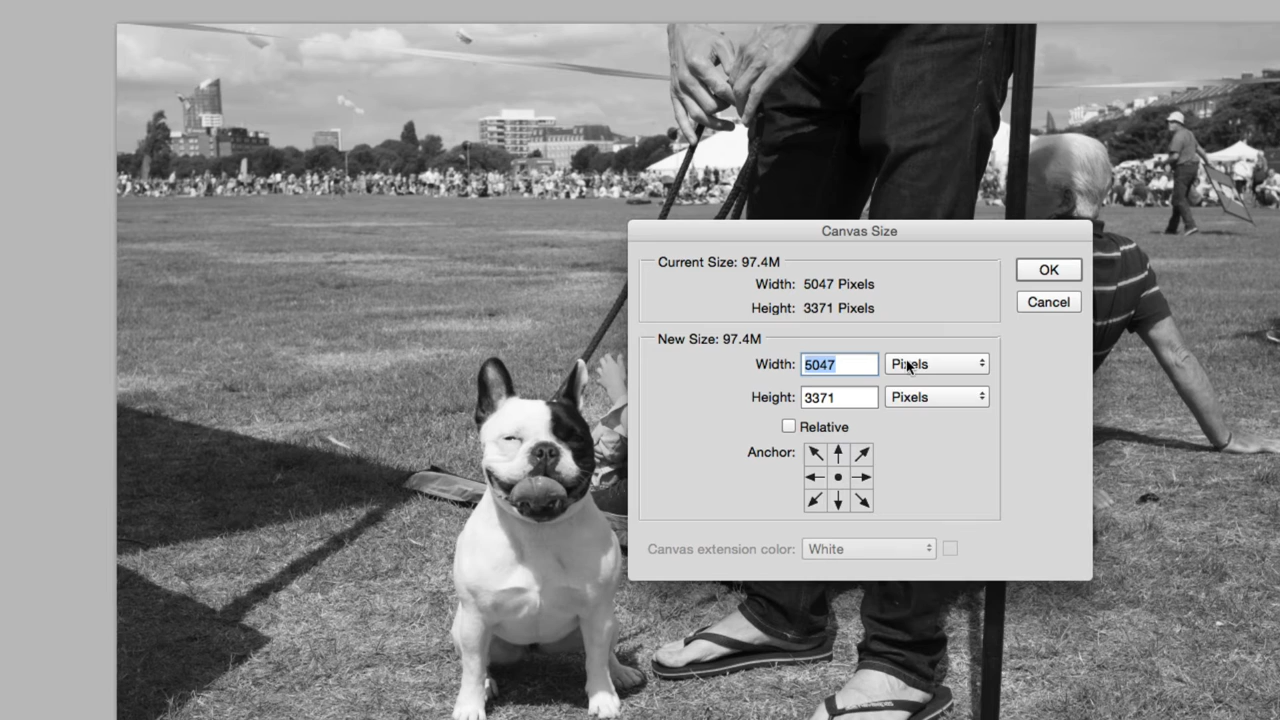 Canvas Size
Current Size: 97.4M
Width: 5047 Pixels
Height: 3371 Pixels
OK
Cancel
New Size: 97.4M
Width: 5047 Pixels
Height: 3371 Pixels
Relative
Anchor:
Canvas extension color: White